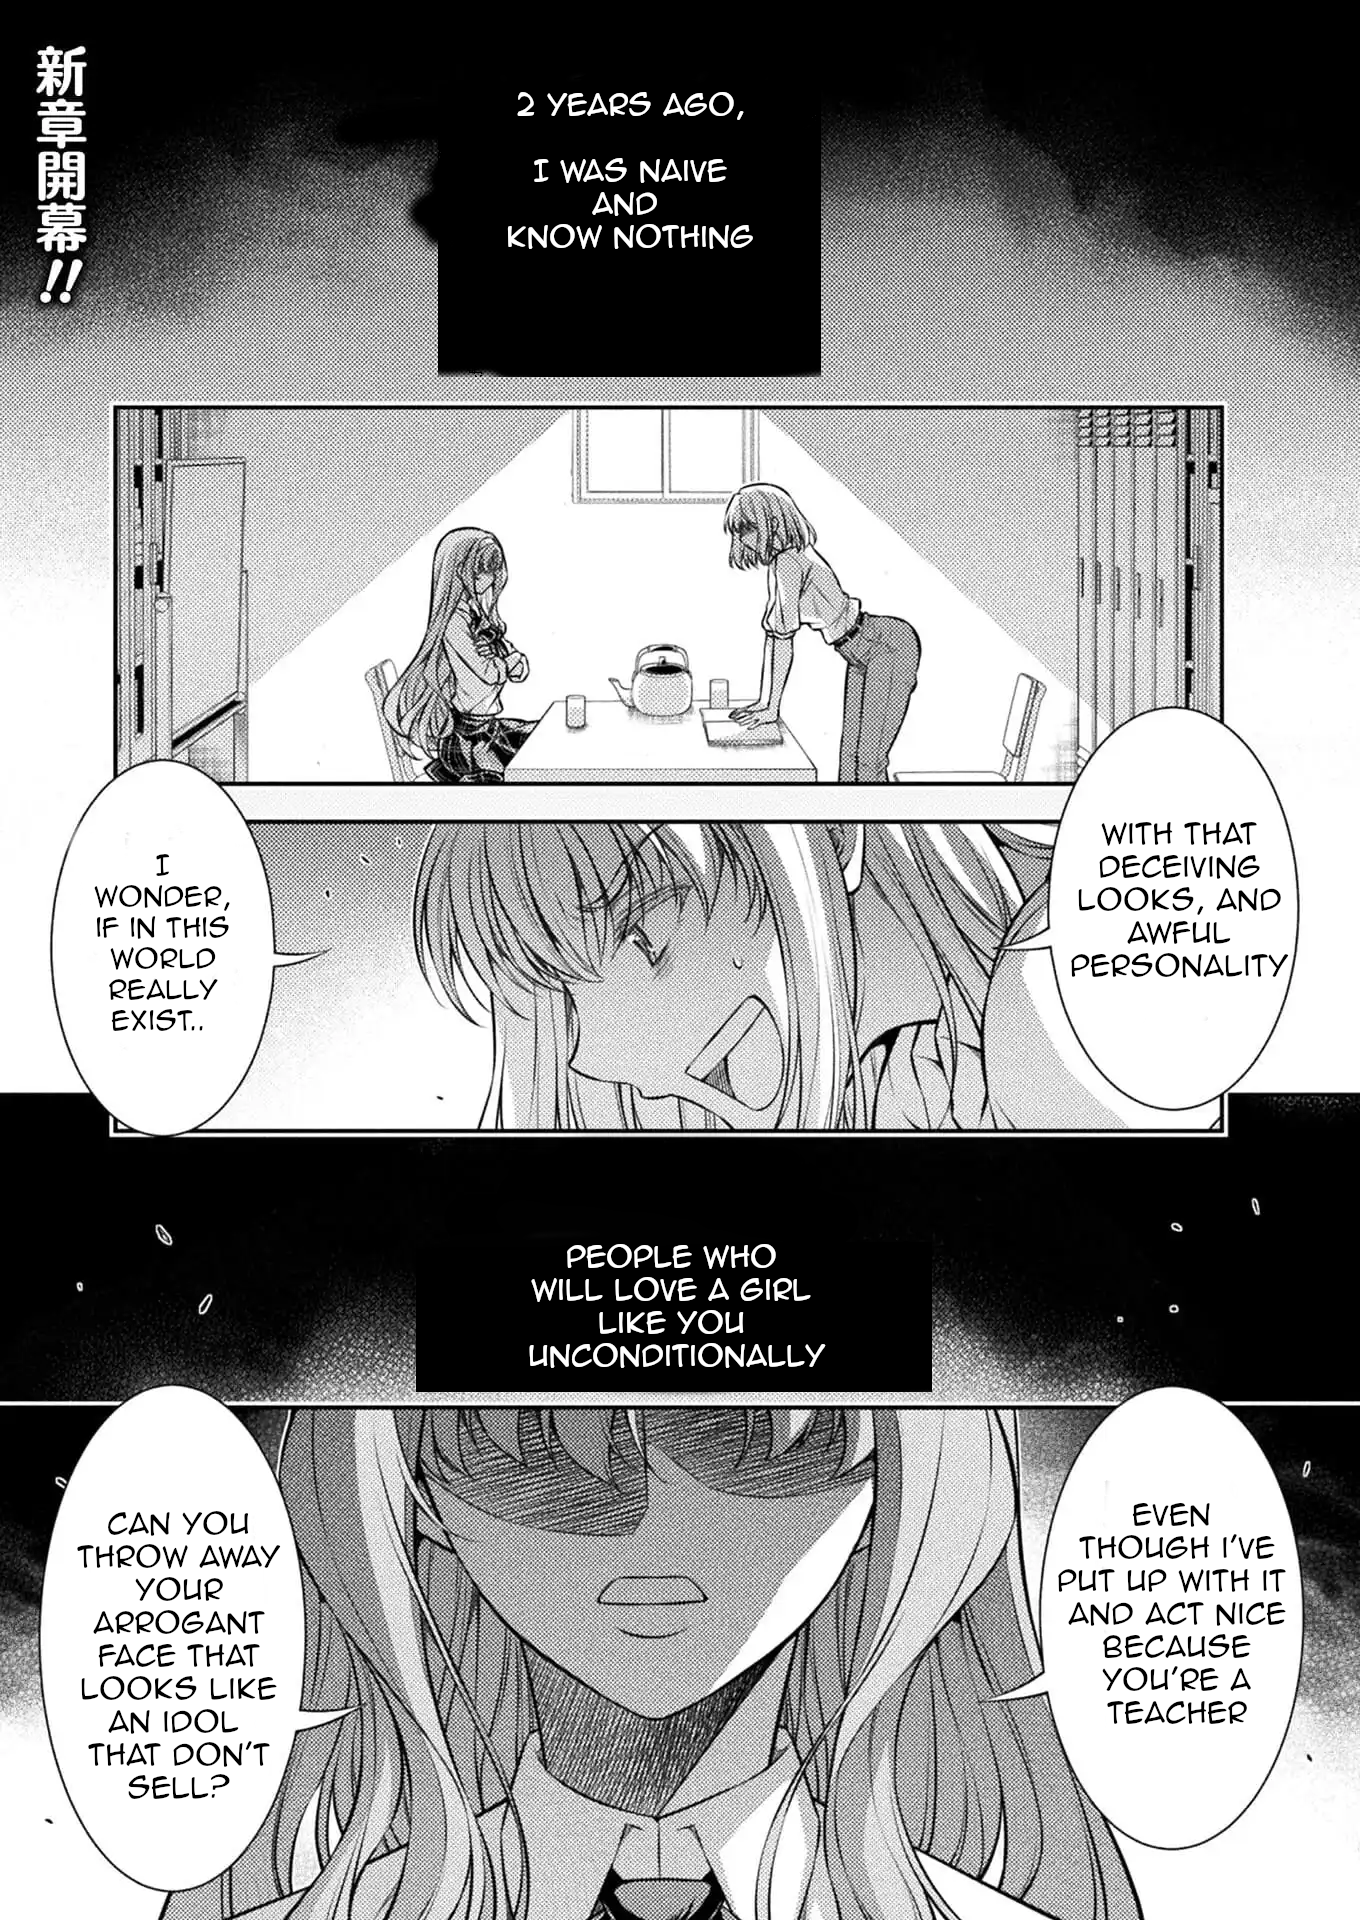 新章開幕!!
2 YEARS AGO,
I WAS NAIVE
AND
KNOW NOTHING
WITH THAT
DECEIVING
LOOKS, AND
AWFUL
PERSONALITY
I
WONDER,
IF IN THIS
WORLD
REALLY
EXIST..
PEOPLE WHO
WILL LOVE A GIRL
LIKE YOU
UNCONDITIONALLY
EVEN
THOUGH I'VE
PUT UP WITH IT
AND ACT NICE
BECAUSE
YOU'RE A
TEACHER
CAN YOU
THROW AWAY
YOUR
ARROGANT
FACE THAT
LOOKS LIKE
AN IDOL
THAT DON'T
SELL?